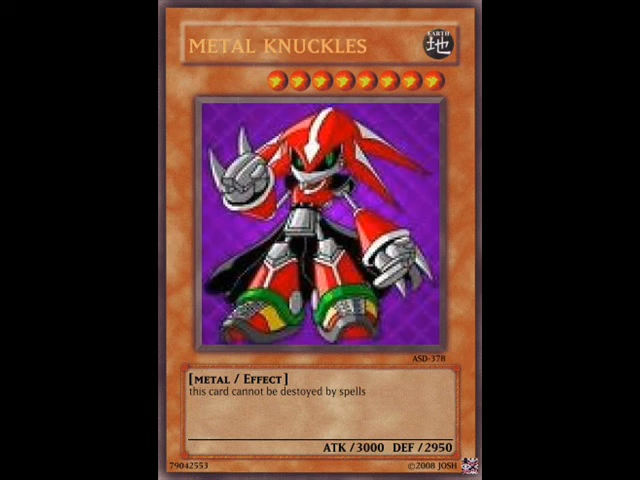 METAL KNUCKLES
EARTH
地
ASD-378
[METAL / EFFECT]
this card cannot be destoyed by spells
ATK / 3000 DEF / 2950
79042553
©2008 JOSH